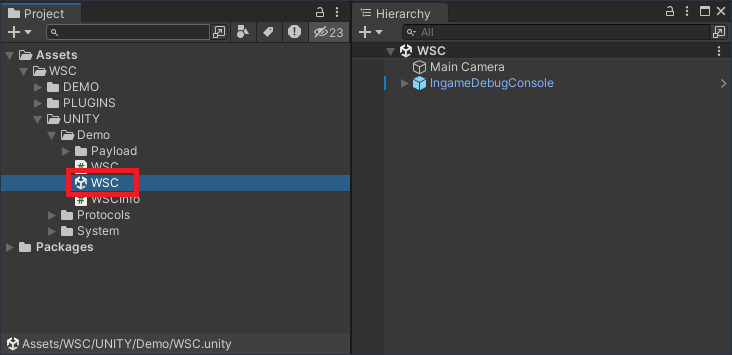 Project
23
Assets
WSC
DEMO
PLUGINS
UNITY
Demo
Payload
WSC
WSC
WSCInfo
Protocols
System
Packages
Assets/WSC/UNITY/Demo/WSC.unity
Hierarchy
All
WSC
Main Camera
IngameDebugConsole